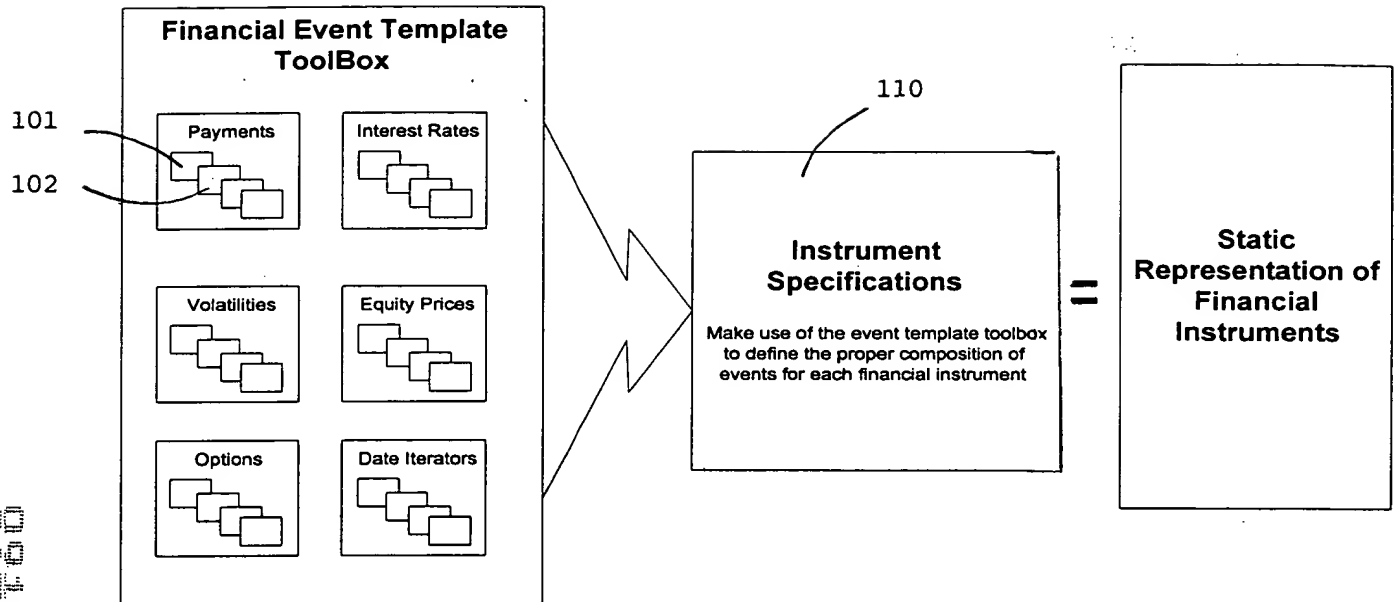 Financial Event Template
ToolBox
101
102
Payments
Interest Rates
Volatilities
Equity Prices
Options
Date Iterators
110
Instrument
Specifications
Make use of the event template toolbox
to define the proper composition of
events for each financial instrument
=
Static
Representation of
Financial
Instruments